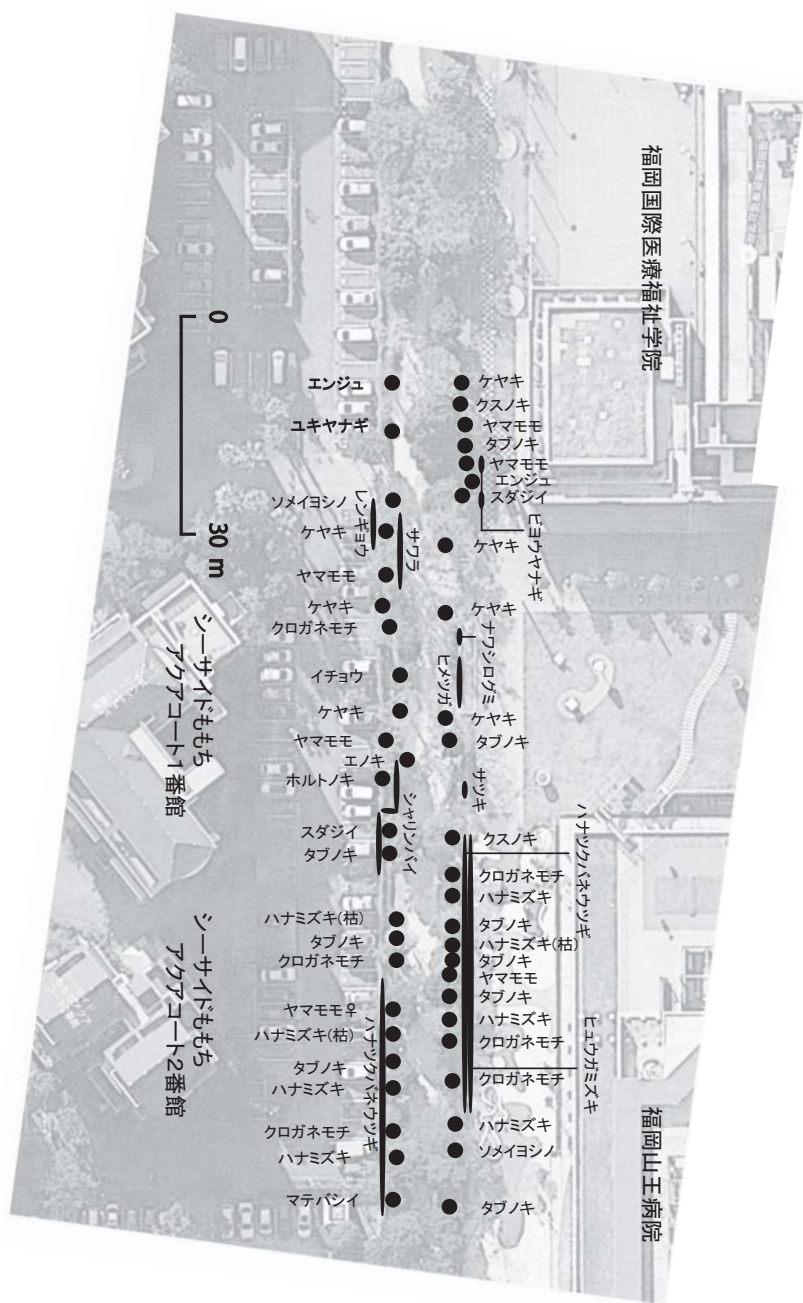 福岡国際医療福祉学院
0
30 m
エンジュ
ユキヤナギ
ソメイヨシノ
レンギョウ
ケヤキ
サワラ
ヤマモモ
ケヤキ
クロガネモチ
イチョウ
ケヤキ
ヤマモモ
エノキ
ホルトノキ
シャリンバイ
スダジイ
タブノキ
ハナミズキ(枯)
タブノキ
クロガネモチ
ヤマモモ♀
ハナミズキ(枯)
ハナツクバネウツギ
タブノキ
ハナミズキ
クロガネモチ
ハナミズキ
マテバシイ
ケヤキ
クスノキ
ヤマモモ
タブノキ
ヤマモモ
エンジュ
スダジイ
ビヨウヤナギ
ケヤキ
ケヤキ
ナワシログミ
ヒメツガ
ケヤキ
タブノキ
サツキ
クスノキ
ハナツクバネウツギ
クロガネモチ
ハナミズキ
タブノキ
ハナミズキ(枯)
タブノキ
ヤマモモ
タブノキ
ハナミズキ
クロガネモチ
ヒュウガミズキ
クロガネモチ
ハナミズキ
ソメイヨシノ
タブノキ
シーサイドももち
アクアコート1番館
シーサイドももち
アクアコート2番館
福岡山王病院